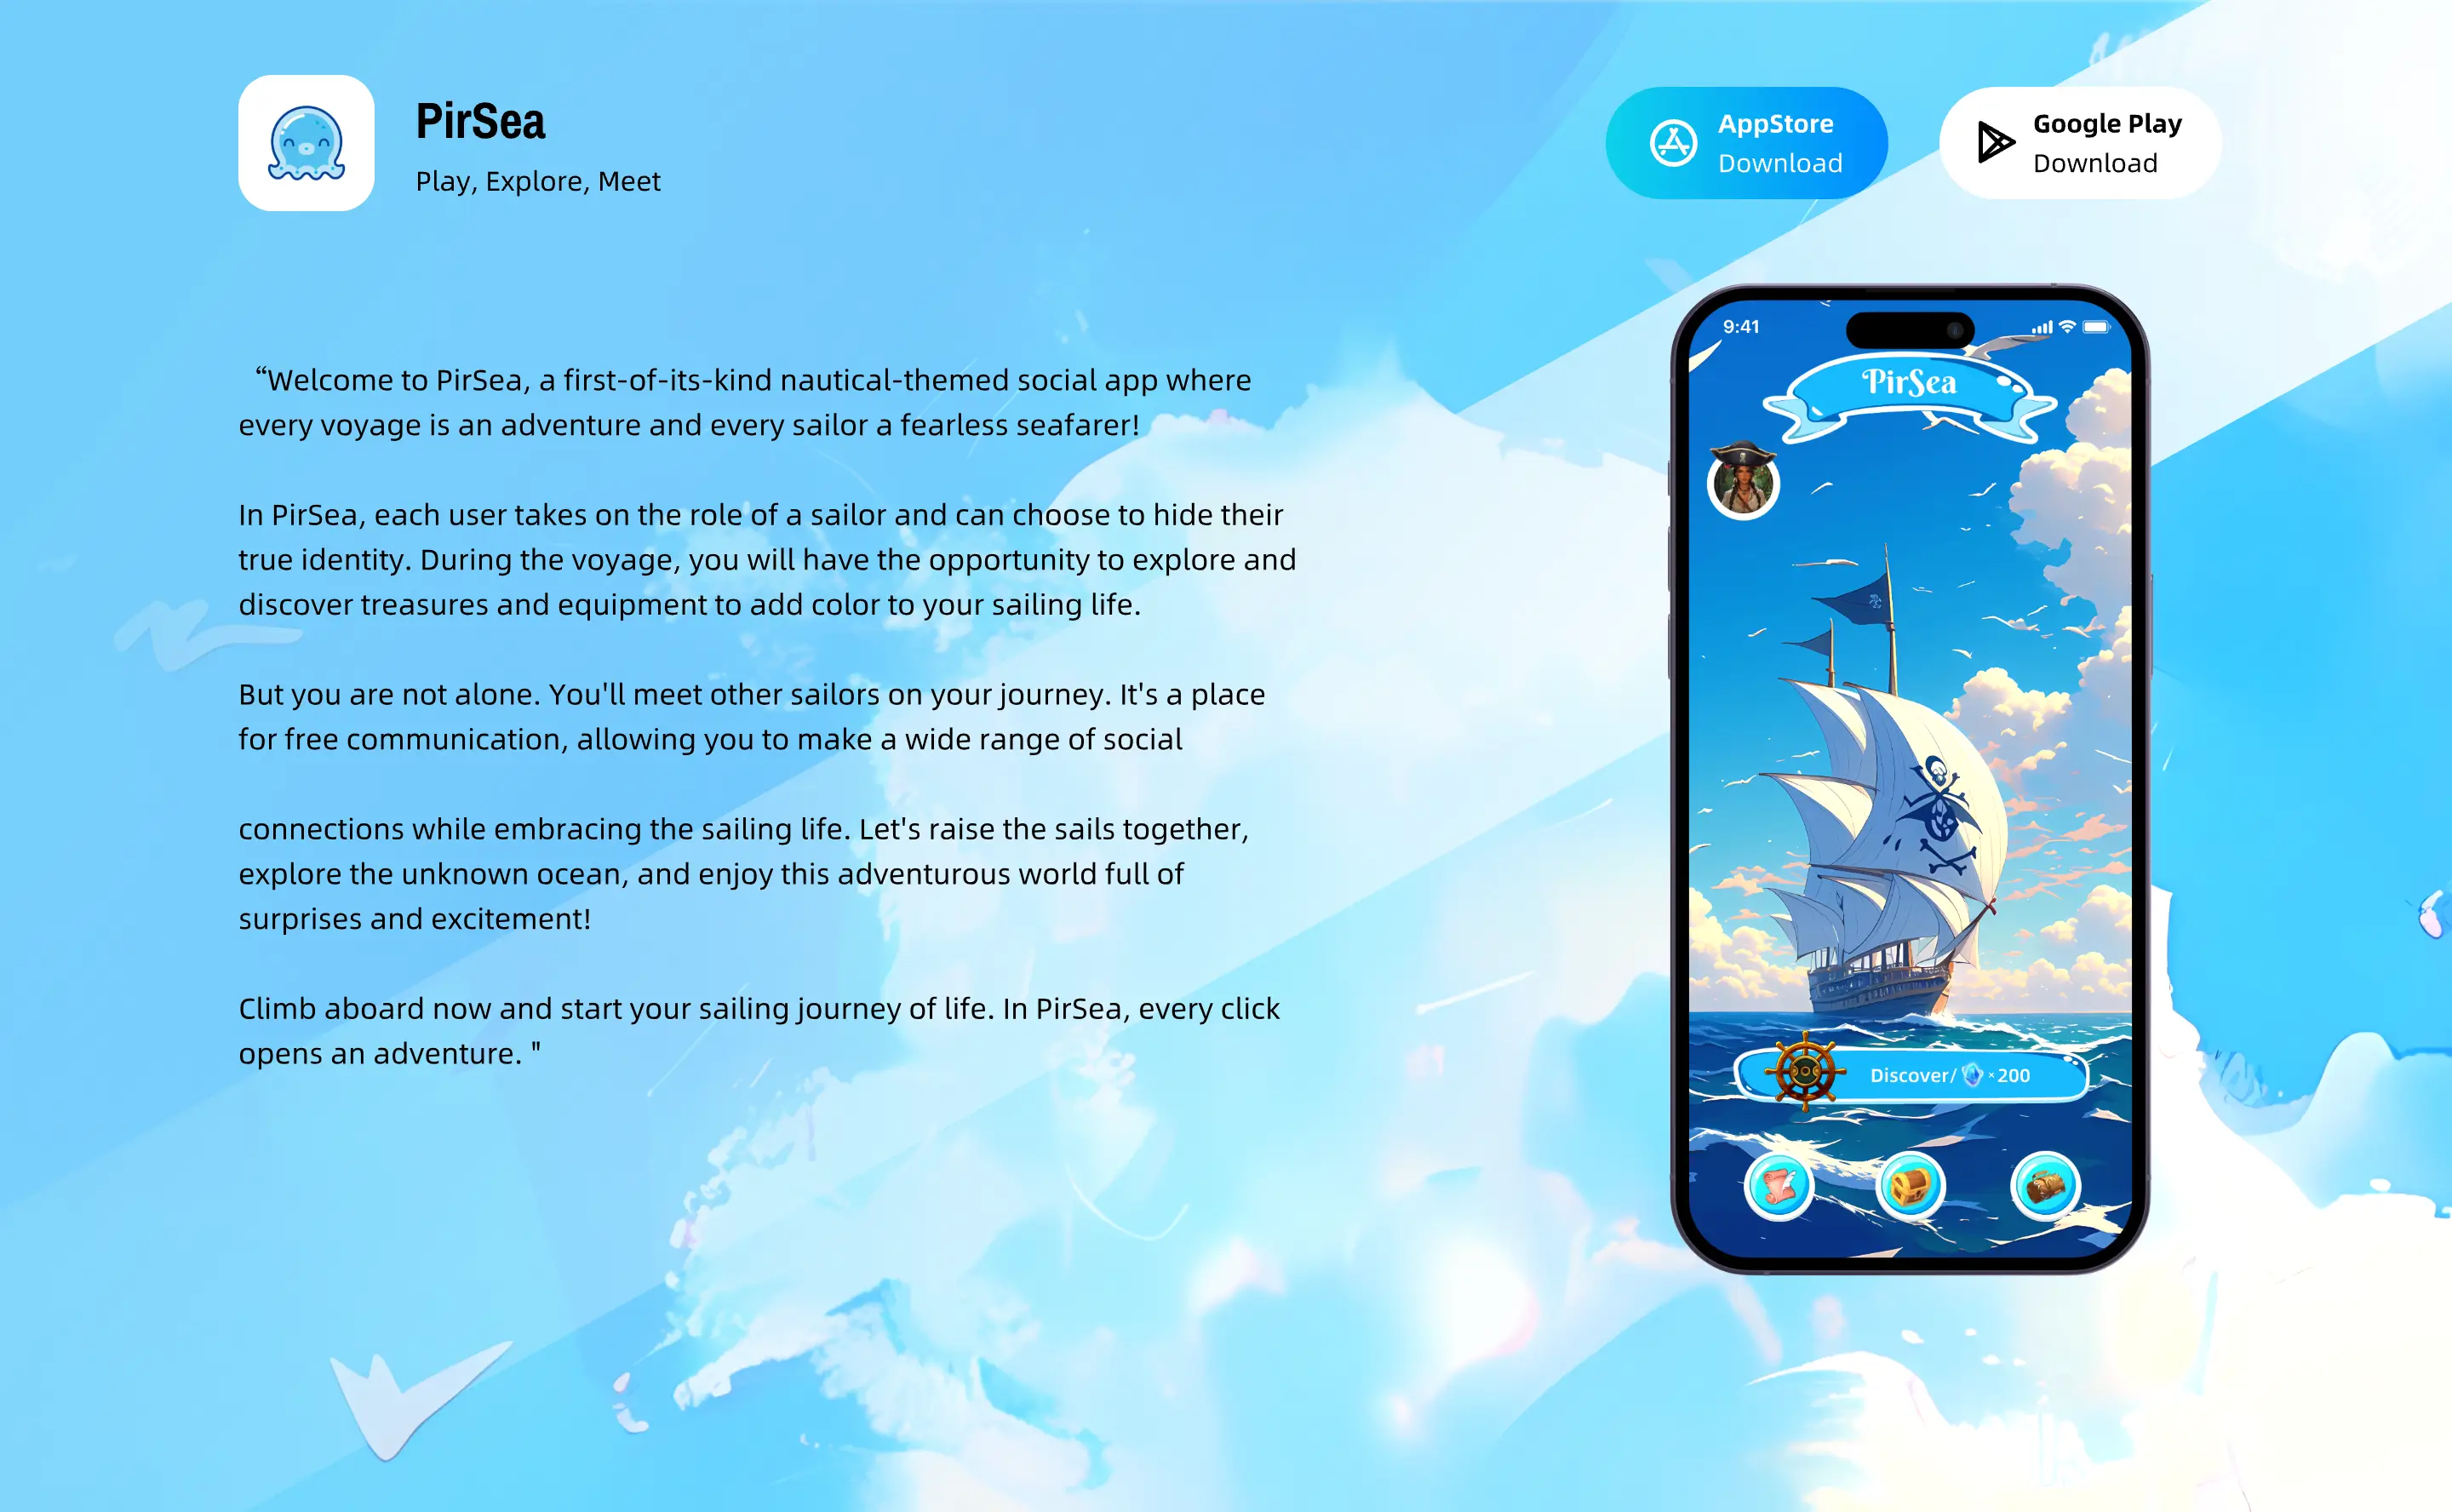 PirSea
Play, Explore, Meet
AppStore
Download
Google Play
Download
“Welcome to PirSea, a first-of-its-kind nautical-themed social app where
every voyage is an adventure and every sailor a fearless seafarer!
In PirSea, each user takes on the role of a sailor and can choose to hide their
true identity. During the voyage, you will have the opportunity to explore and
discover treasures and equipment to add color to your sailing life.
But you are not alone. You'll meet other sailors on your journey. It's a place
for free communication, allowing you to make a wide range of social
connections while embracing the sailing life. Let's raise the sails together,
explore the unknown ocean, and enjoy this adventurous world full of
surprises and excitement!
Climb aboard now and start your sailing journey of life. In PirSea, every click
opens an adventure. "
9:41
PirSea
Discover/ ×200